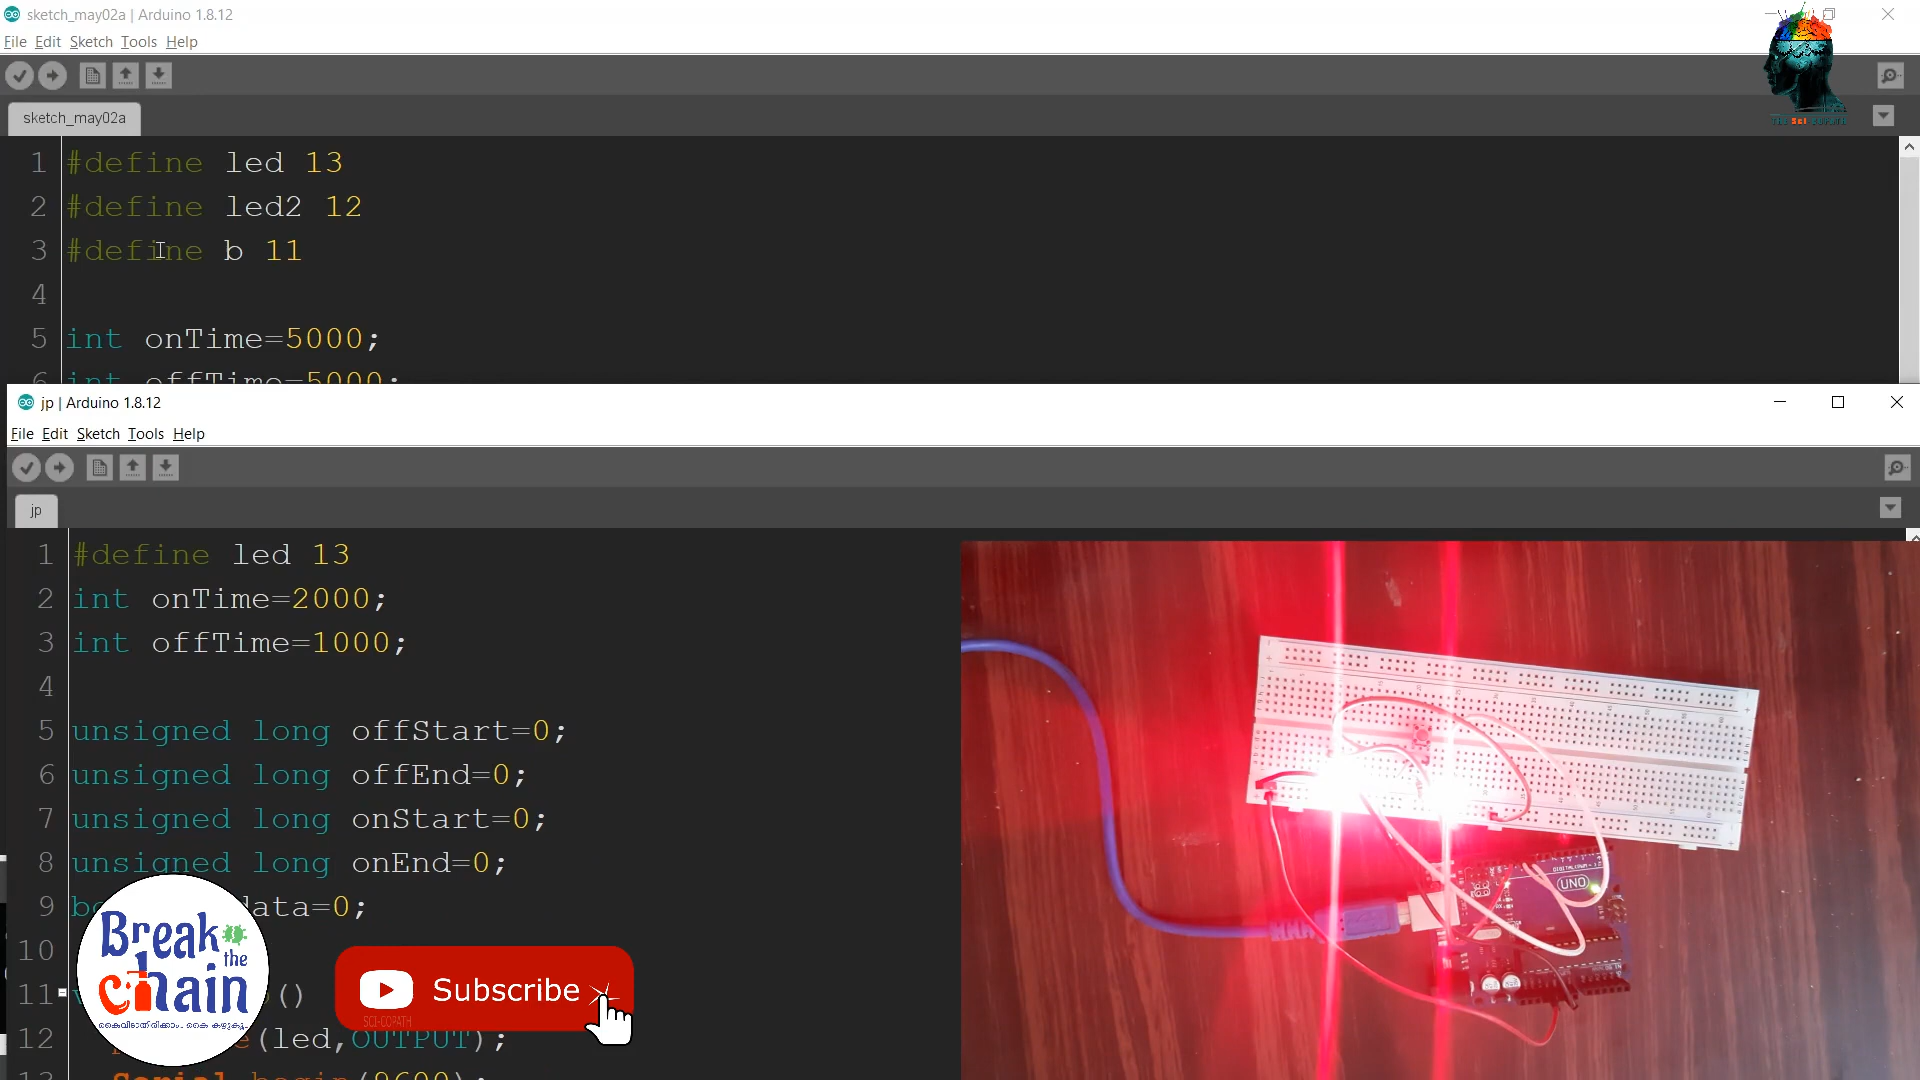 sketch_may02a | Arduino 1.8.12
File Edit Sketch Tools Help
sketch_may02a
1 #define led 13
2 #define led2 12
3 #define b 11
4
5 int onTime=5000;
6 int offTime=5000;
jp | Arduino 1.8.12
File Edit Sketch Tools Help
jp
1 #define led 13
2 int onTime=2000;
3 int offTime=1000;
4
5 unsigned long offStart=0;
6 unsigned long offEnd=0;
7 unsigned long onStart=0;
8 unsigned long onEnd=0;
9 data=0;
10
11 ()
12 (led,OUTPUT);
13 Serial.begin(9600);
Break
the
chain
കൈവിടാതിരിക്കാം.. കൈ കഴുകൂ..
Subscribe
SCI-COPATH
UNO